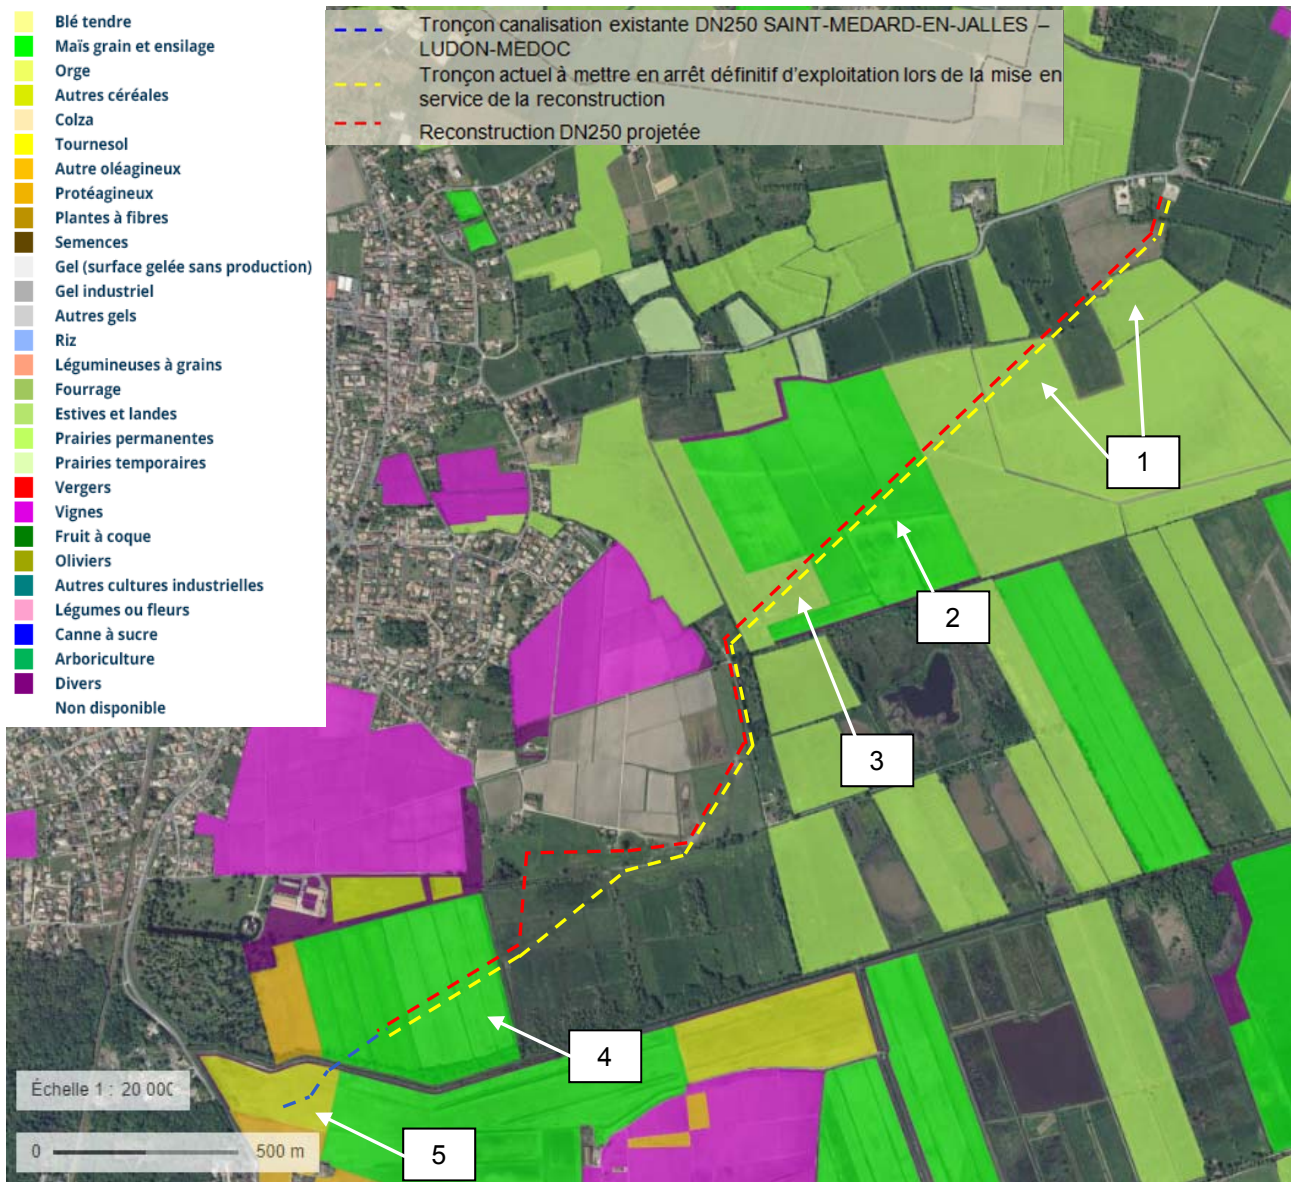 Blé tendre
Maïs grain et ensilage
Orge
Autres céréales
Colza
Tournesol
Autre oléagineux
Protéagineux
Plantes à fibres
Semences
Gel (surface gelée sans production)
Gel industriel
Autres gels
Riz
Légumineuses à grains
Fourrage
Estives et landes
Prairies permanentes
Prairies temporaires
Vergers
Vignes
Fruit à coque
Oliviers
Autres cultures industrielles
Légumes ou fleurs
Canne à sucre
Arboriculture
Divers
Non disponible
Tronçon canalisation existante DN250 SAINT-MEDARD-EN-JALLES –
LUDON-MEDOC
Tronçon actuel à mettre en arrêt définitif d'exploitation lors de la mise en
service de la reconstruction
Reconstruction DN250 projetée
1
2
3
4
5
Échelle 1 : 20 000
0 500 m